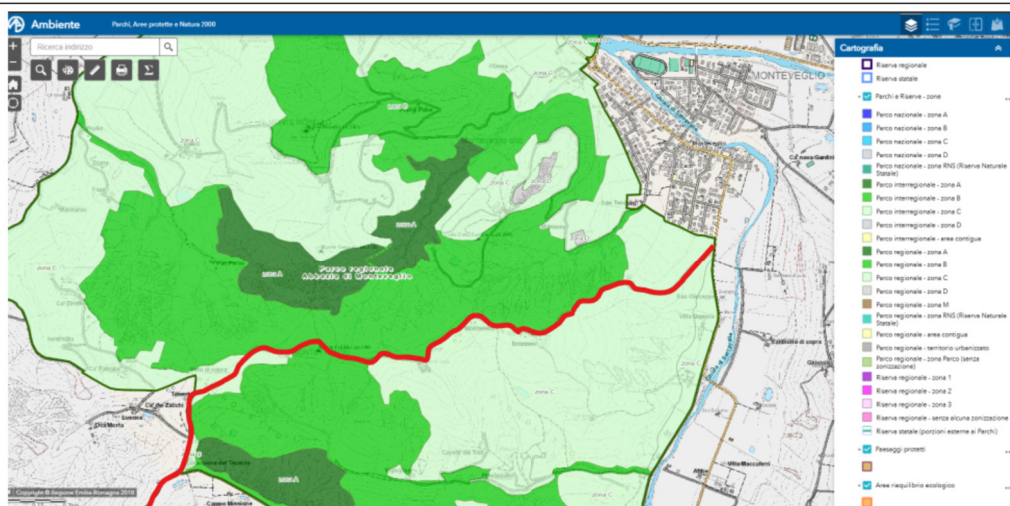 Ambiente
Parchi, Aree protette e Natura 2000
Ricerca indirizzo
Cartografia
Riserva regionale
Riserva statale
Parchi e Riserve - zone
Parco nazionale - zona A
Parco nazionale - zona B
Parco nazionale - zona C
Parco nazionale - zona D
Parco nazionale - zona RNS (Riserva Naturale
Statale)
Parco interregionale - zona A
Parco interregionale - zona B
Parco interregionale - zona C
Parco interregionale - zona D
Parco interregionale - area contigua
Parco regionale - zona A
Parco regionale - zona B
Parco regionale - zona C
Parco regionale - zona D
Parco regionale - zona M
Parco regionale - zona RNS (Riserva Naturale
Statale)
Parco regionale - area contigua
Parco regionale - territorio urbanizzato
Parco regionale - zona Parco (senza
zonizzazione)
Riserva regionale - zona 1
Riserva regionale - zona 2
Riserva regionale - zona 3
Riserva regionale - senza alcuna zonizzazione
Riserva statale (porzioni esterne ai Parchi)
Paesaggi protetti
Aree riequilibrio ecologico
MONTEVEGLIO
zona C
zona A
zona C
zona C
zona A
Parco regionale
Abbazia di Monteveglio
zona C
zona C
zona C
zona A
zona C
Copyright © Regione Emilia-Romagna 2018